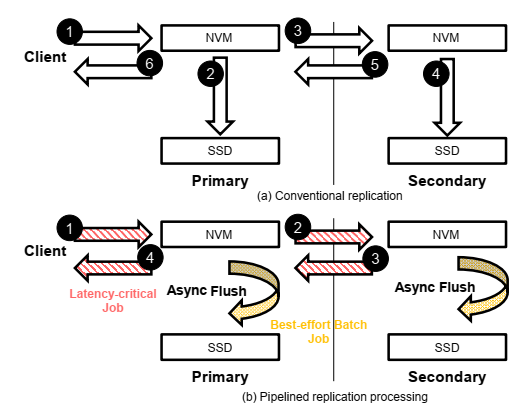 1 NVM 3 NVM
Client
6 2 5 4
SSD SSD
Primary Secondary
(a) Conventional replication
1 NVM 2 NVM
Client
4 3
Latency-critical
Job
Async Flush
Async Flush
Best-effort Batch
Job
SSD SSD
Primary Secondary
(b) Pipelined replication processing